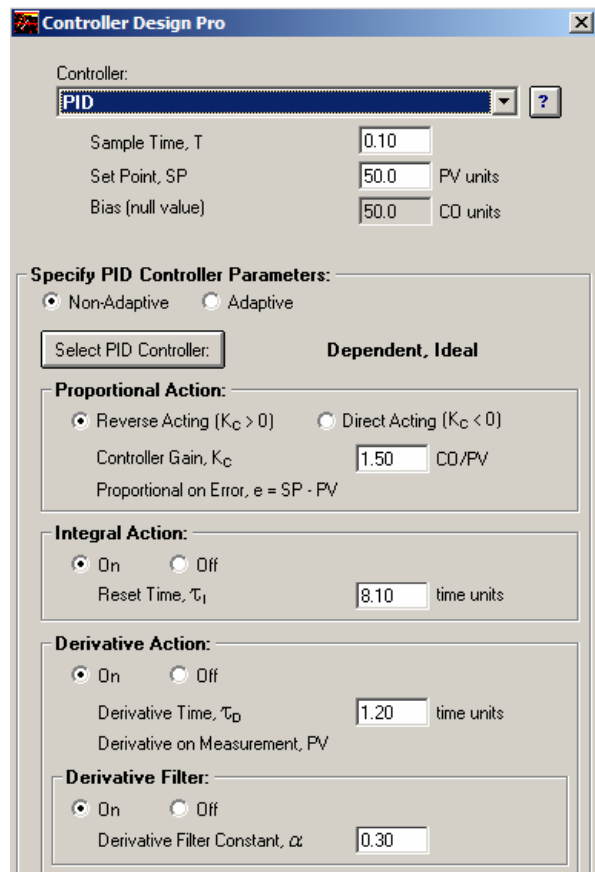 Controller Design Pro
Controller:
PID
?
Sample Time, T 0.10
Set Point, SP 50.0 PV units
Bias (null value) 50.0 CO units
Specify PID Controller Parameters:
Non-Adaptive Adaptive
Select PID Controller: Dependent, Ideal
Proportional Action:
Reverse Acting (KC > 0) Direct Acting (KC < 0)
Controller Gain, KC 1.50 CO/PV
Proportional on Error, e = SP - PV
Integral Action:
On Off
Reset Time, τI 8.10 time units
Derivative Action:
On Off
Derivative Time, τD 1.20 time units
Derivative on Measurement, PV
Derivative Filter:
On Off
Derivative Filter Constant, α 0.30